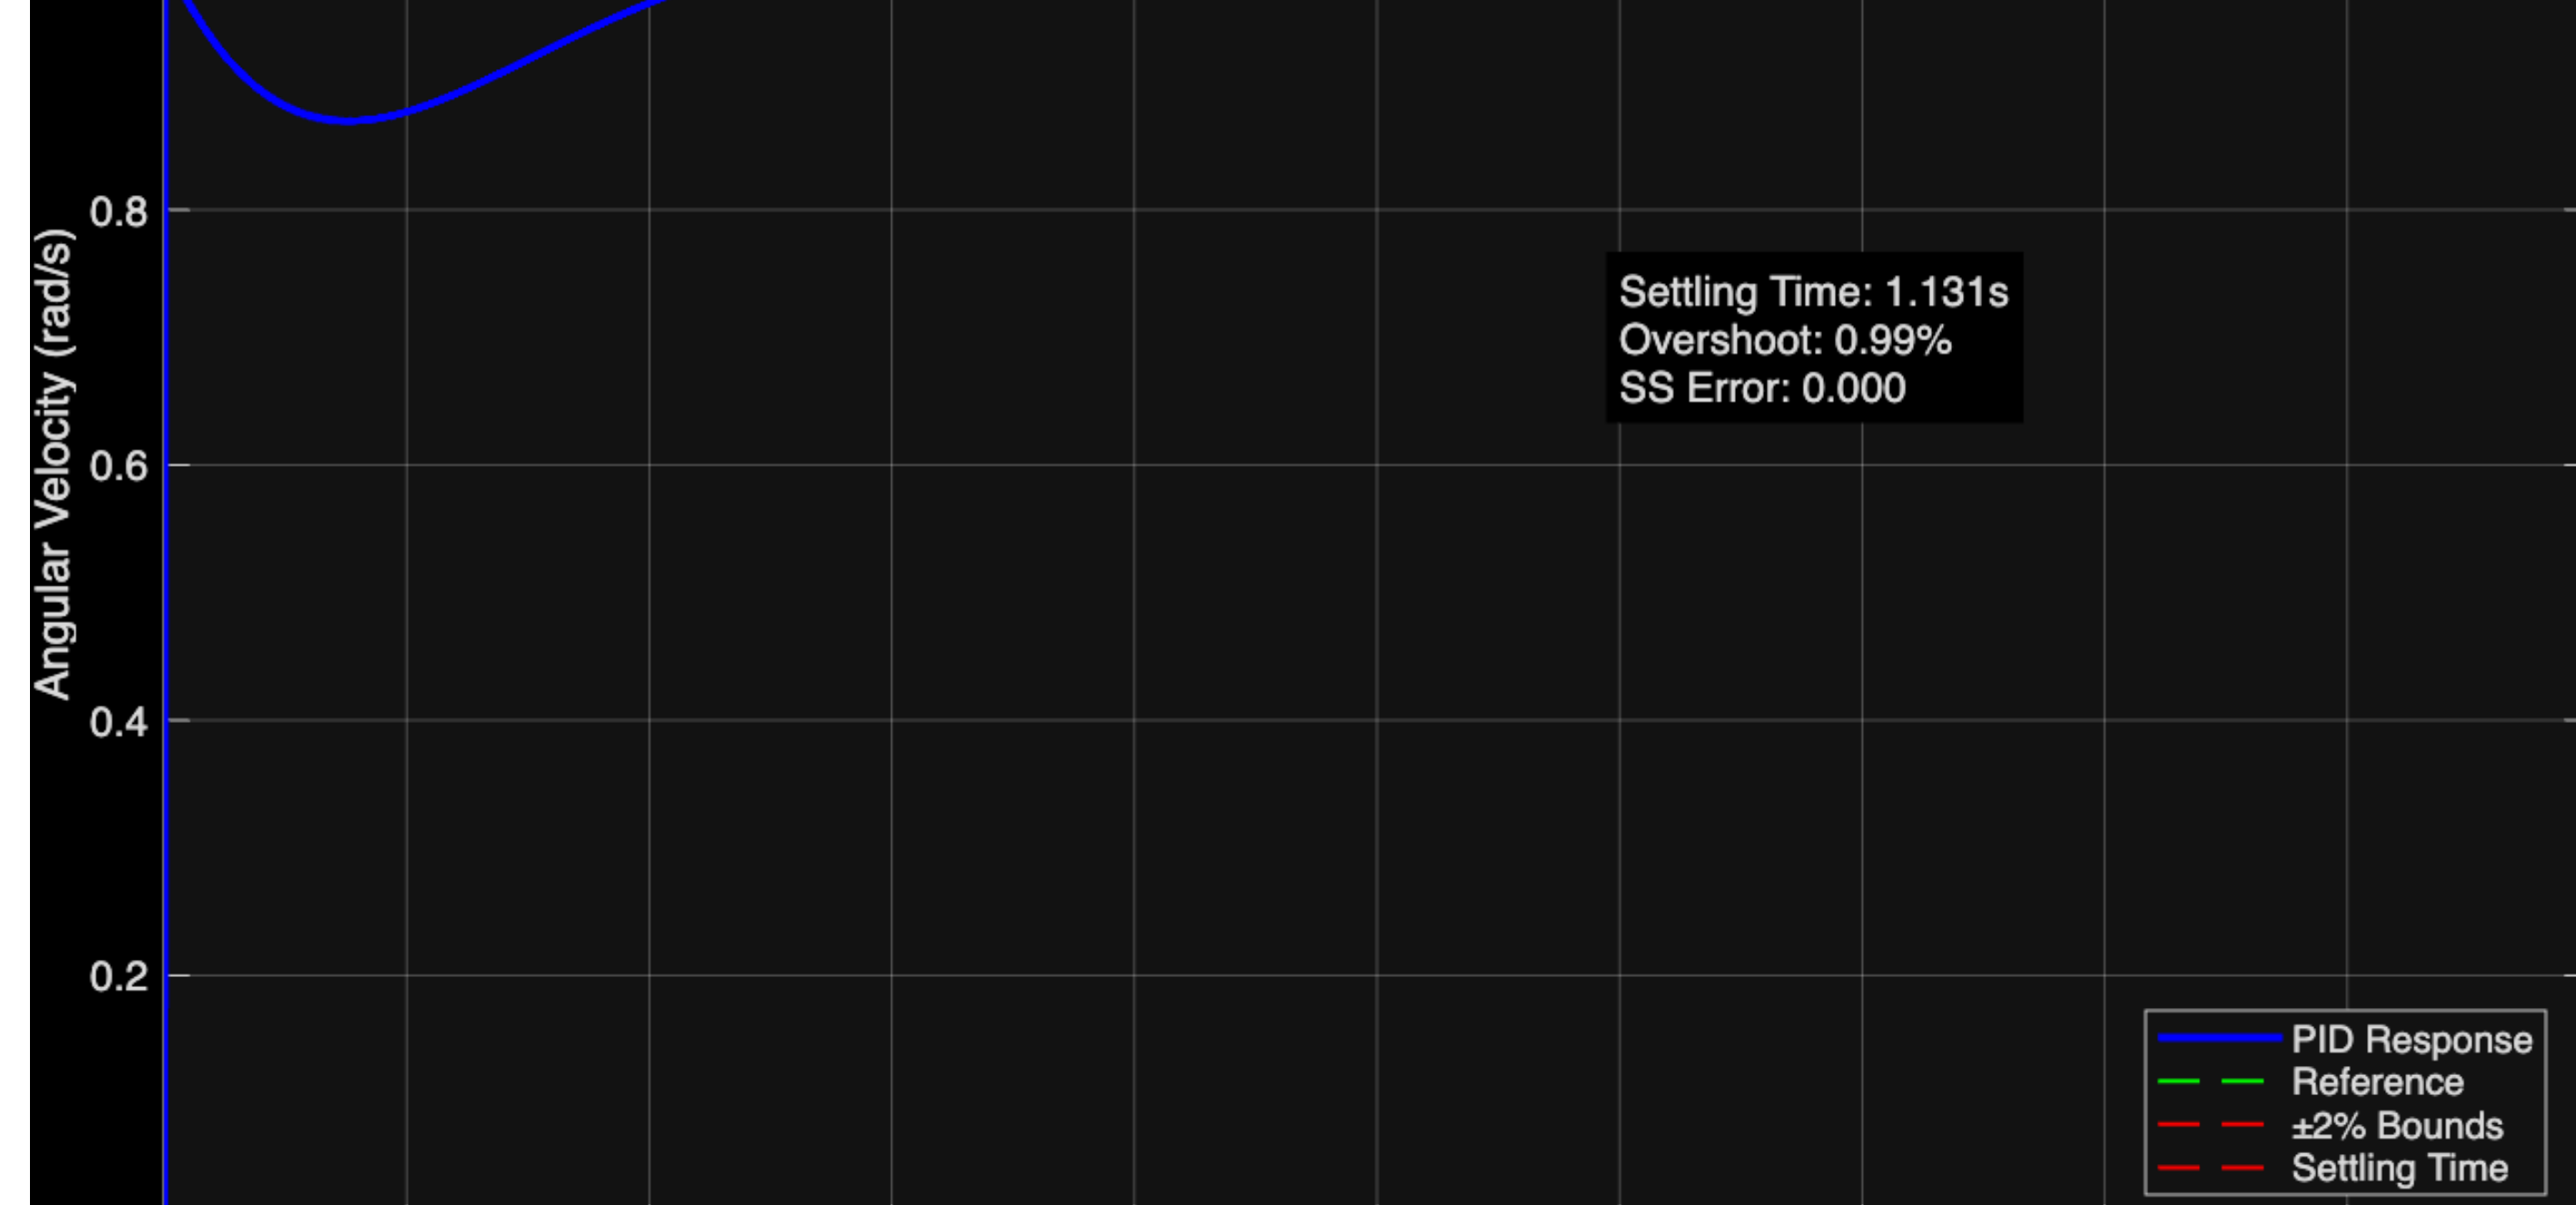 Angular Velocity (rad/s)
0.8
0.6
0.4
0.2
Settling Time: 1.131s
Overshoot: 0.99%
SS Error: 0.000
PID Response
Reference
±2% Bounds
Settling Time